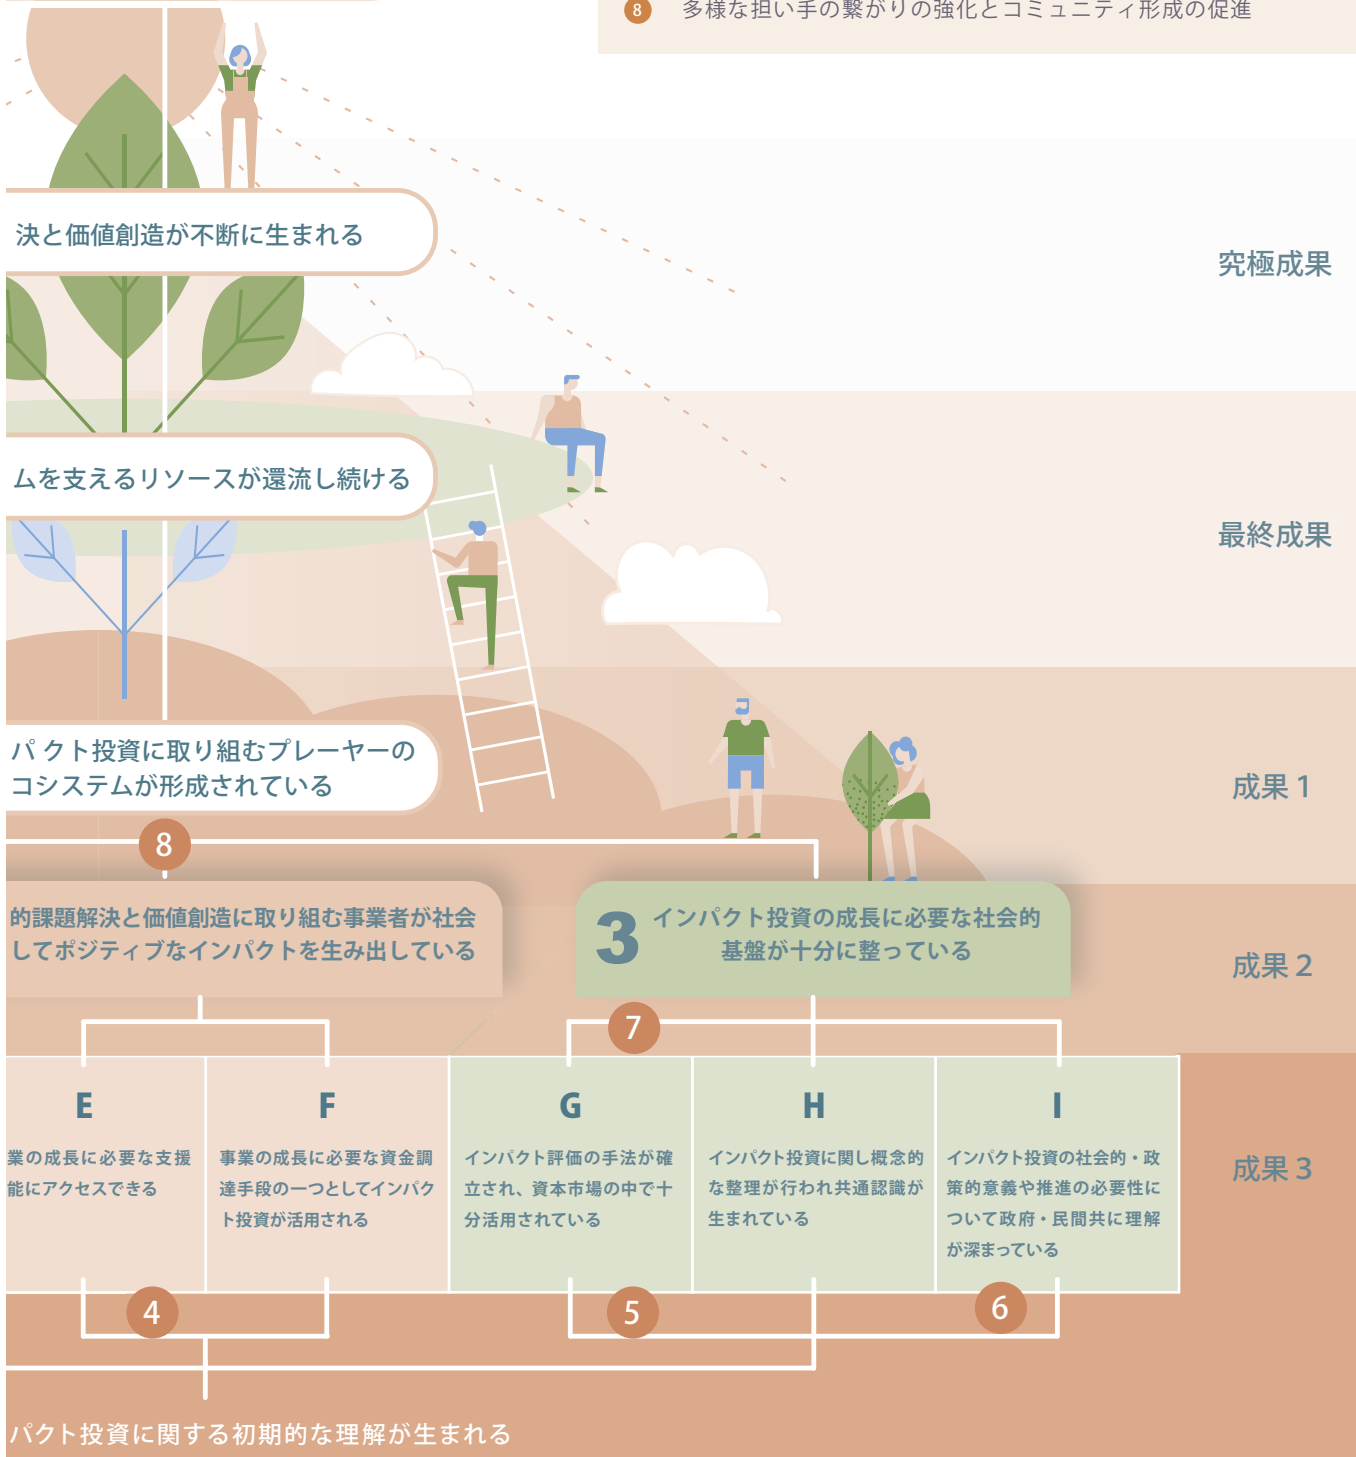 8 多様な担い手の繋がりの強化とコミュニティ形成の促進
決と価値創造が不断に生まれる
究極成果
ムを支えるリソースが還流し続ける
最終成果
パクト投資に取り組むプレーヤーの
コシステムが形成されている
成果 1
8
的課題解決と価値創造に取り組む事業者が社会
してポジティブなインパクトを生み出している
3 インパクト投資の成長に必要な社会的
基盤が十分に整っている
成果 2
7
E
業の成長に必要な支援
能にアクセスできる
F
事業の成長に必要な資金調
達手段の一つとしてインパク
ト投資が活用される
G
インパクト評価の手法が確
立され、資本市場の中で十
分活用されている
H
インパクト投資に関し概念的
な整理が行われ共通認識が
生まれている
I
インパクト投資の社会的・政
策的意義や推進の必要性に
ついて政府・民間共に理解
が深まっている
成果 3
4
5
6
パクト投資に関する初期的な理解が生まれる